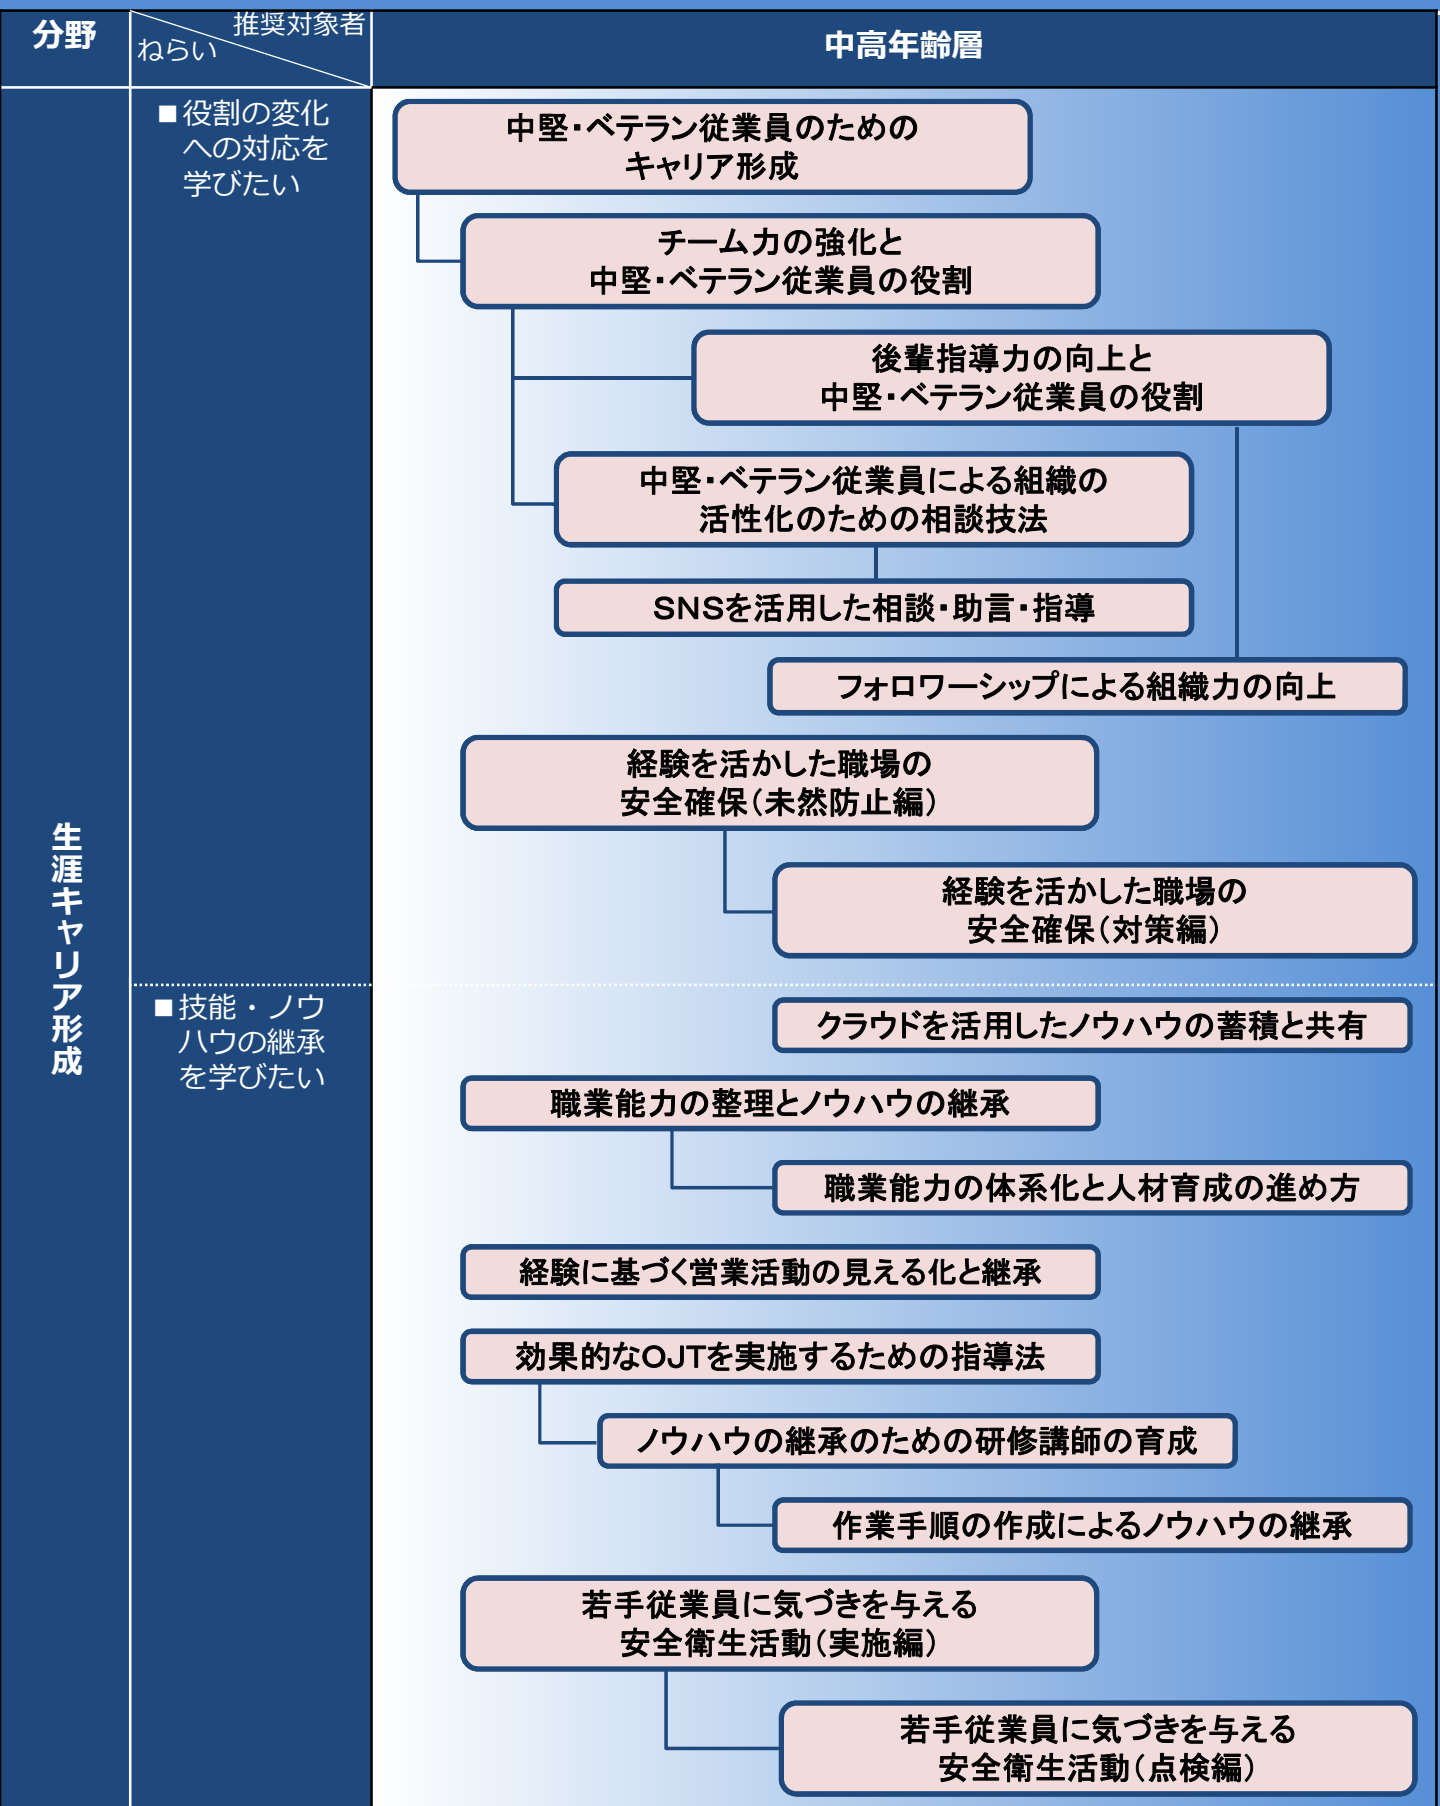 分野
推奨対象者
ねらい
中高年齢層
生涯キャリア形成
■役割の変化
への対応を
学びたい
中堅・ベテラン従業員のための
キャリア形成
チーム力の強化と
中堅・ベテラン従業員の役割
後輩指導力の向上と
中堅・ベテラン従業員の役割
中堅・ベテラン従業員による組織の
活性化のための相談技法
SNSを活用した相談・助言・指導
フォロワーシップによる組織力の向上
経験を活かした職場の
安全確保(未然防止編)
経験を活かした職場の
安全確保(対策編)
■技能・ノウ
ハウの継承
を学びたい
クラウドを活用したノウハウの蓄積と共有
職業能力の整理とノウハウの継承
職業能力の体系化と人材育成の進め方
経験に基づく営業活動の見える化と継承
効果的なOJTを実施するための指導法
ノウハウの継承のための研修講師の育成
作業手順の作成によるノウハウの継承
若手従業員に気づきを与える
安全衛生活動(実施編)
若手従業員に気づきを与える
安全衛生活動(点検編)